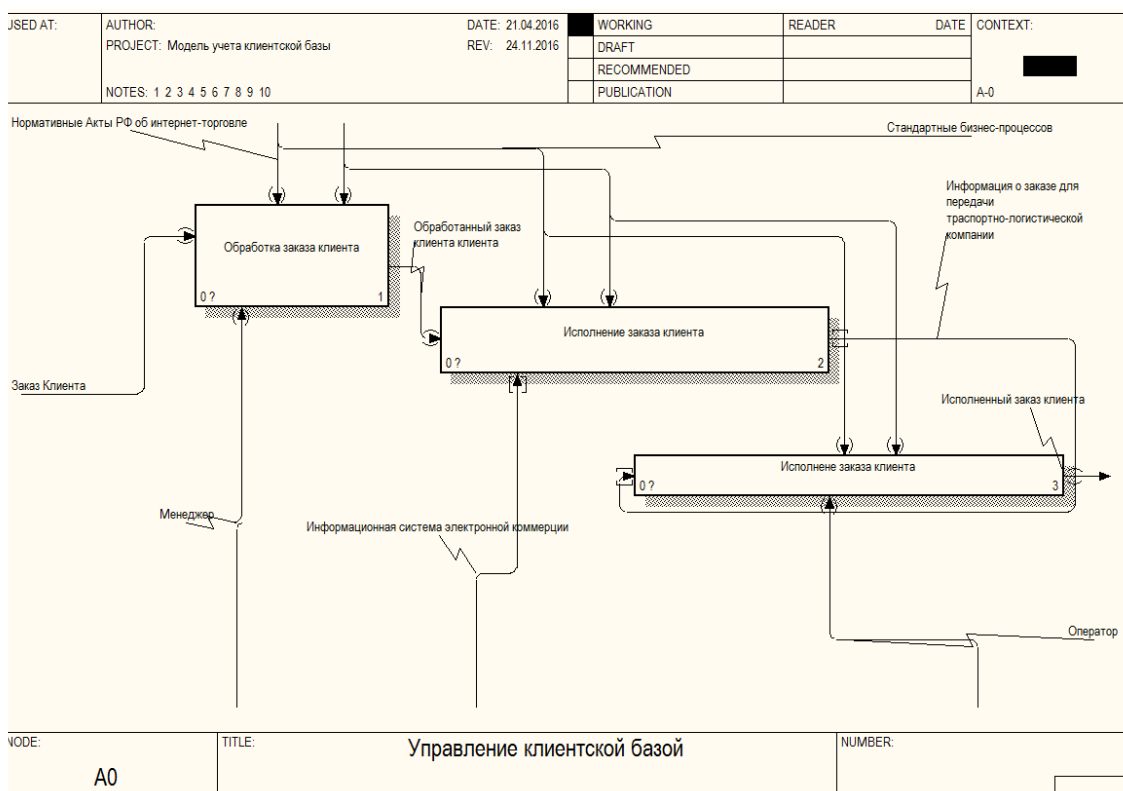 USED AT:
AUTHOR:
DATE: 21.04.2016
WORKING
READER
DATE
CONTEXT:
PROJECT: Модель учета клиентской базы
REV: 24.11.2016
DRAFT
RECOMMENDED
NOTES: 1 2 3 4 5 6 7 8 9 10
PUBLICATION
A-0
Нормативные Акты РФ об интернет-торговле
Стандартные бизнес-процессов
Информация о заказе для
передачи
траспортно-логистической
компании
Обработка заказа клиента
0 ?
1
Обработанный заказ
клиента клиента
Исполнение заказа клиента
0 ?
2
Заказ Клиента
Исполненный заказ клиента
Исполнене заказа клиента
0 ?
3
Менеджер
Информационная система электронной коммерции
Оператор
NODE:
TITLE:
Управление клиентской базой
NUMBER:
A0